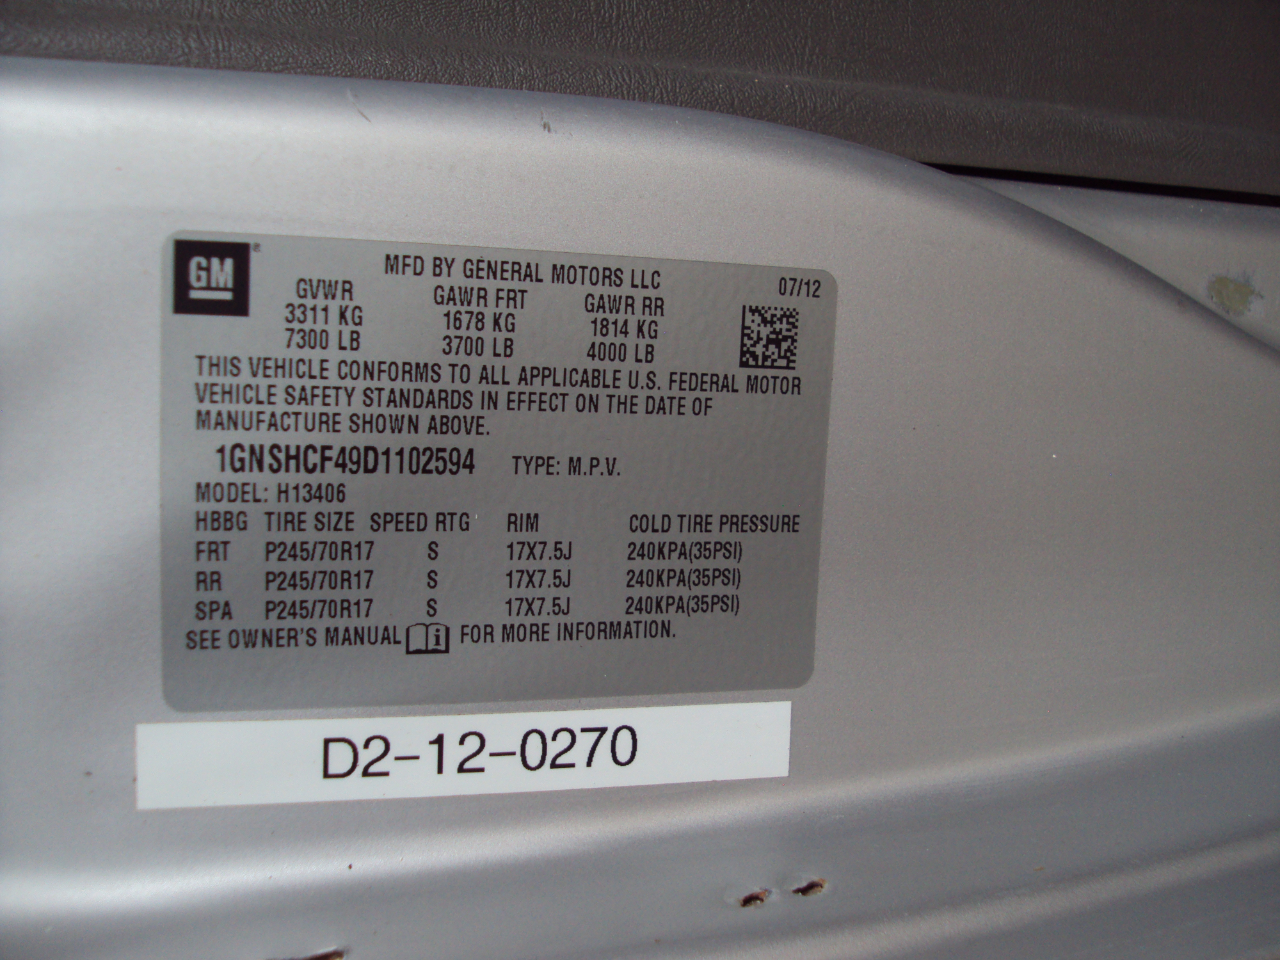 GM ®
MFD BY GENERAL MOTORS LLC 07/12
GVWR GAWR FRT GAWR RR
3311 KG 1678 KG 1814 KG
7300 LB 3700 LB 4000 LB
THIS VEHICLE CONFORMS TO ALL APPLICABLE U.S. FEDERAL MOTOR
VEHICLE SAFETY STANDARDS IN EFFECT ON THE DATE OF
MANUFACTURE SHOWN ABOVE.
1GNSHCF49D1102594 TYPE: M.P.V.
MODEL: H13406
HBBG TIRE SIZE SPEED RTG RIM COLD TIRE PRESSURE
FRT P245/70R17 S 17X7.5J 240KPA(35PSI)
RR P245/70R17 S 17X7.5J 240KPA(35PSI)
SPA P245/70R17 S 17X7.5J 240KPA(35PSI)
SEE OWNER'S MANUAL i FOR MORE INFORMATION.
D2-12-0270